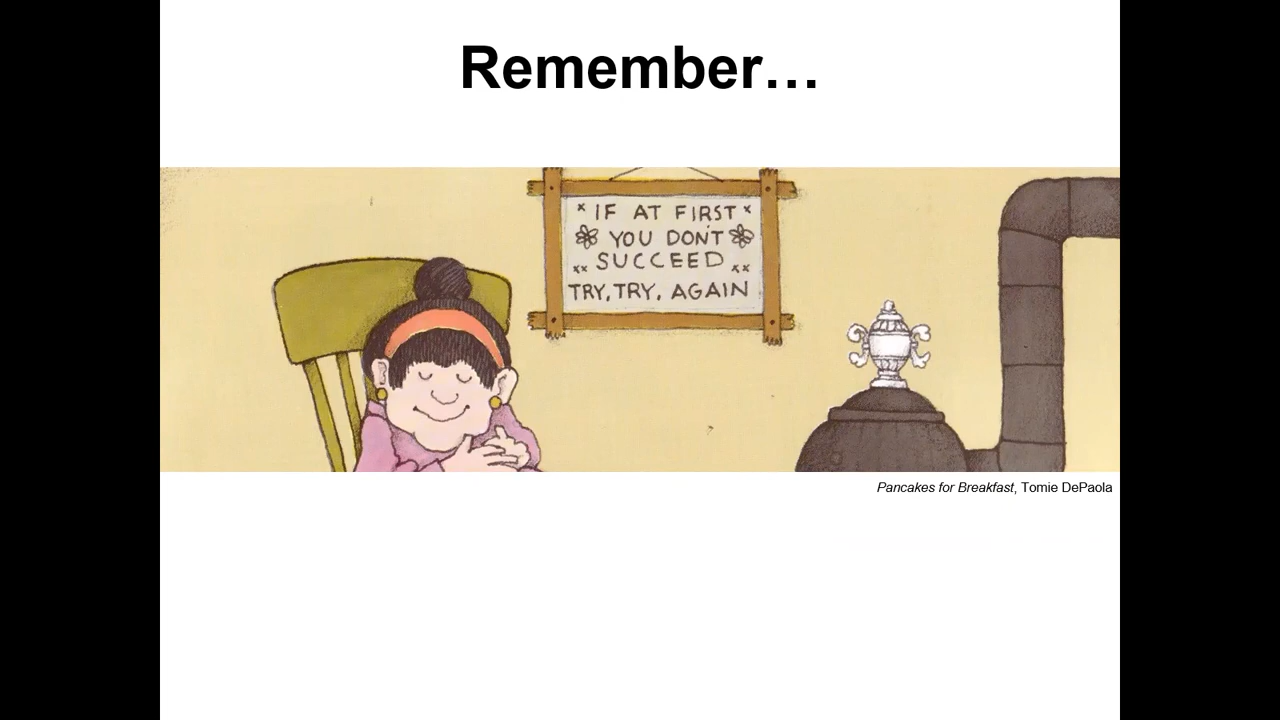 Remember…
IF AT FIRST
YOU DON'T
SUCCEED
TRY, TRY, AGAIN
Pancakes for Breakfast, Tomie DePaola